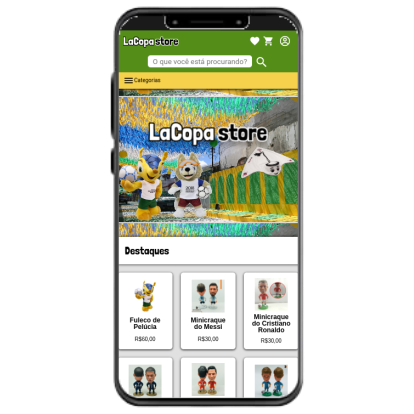 LaCopa store
O que você está procurando?
Categorias
LaCopa store
Destaques
Fuleco de
Pelúcia
R$60,00
Minicraque
do Messi
R$30,00
Minicraque
do Cristiano
Ronaldo
R$30,00